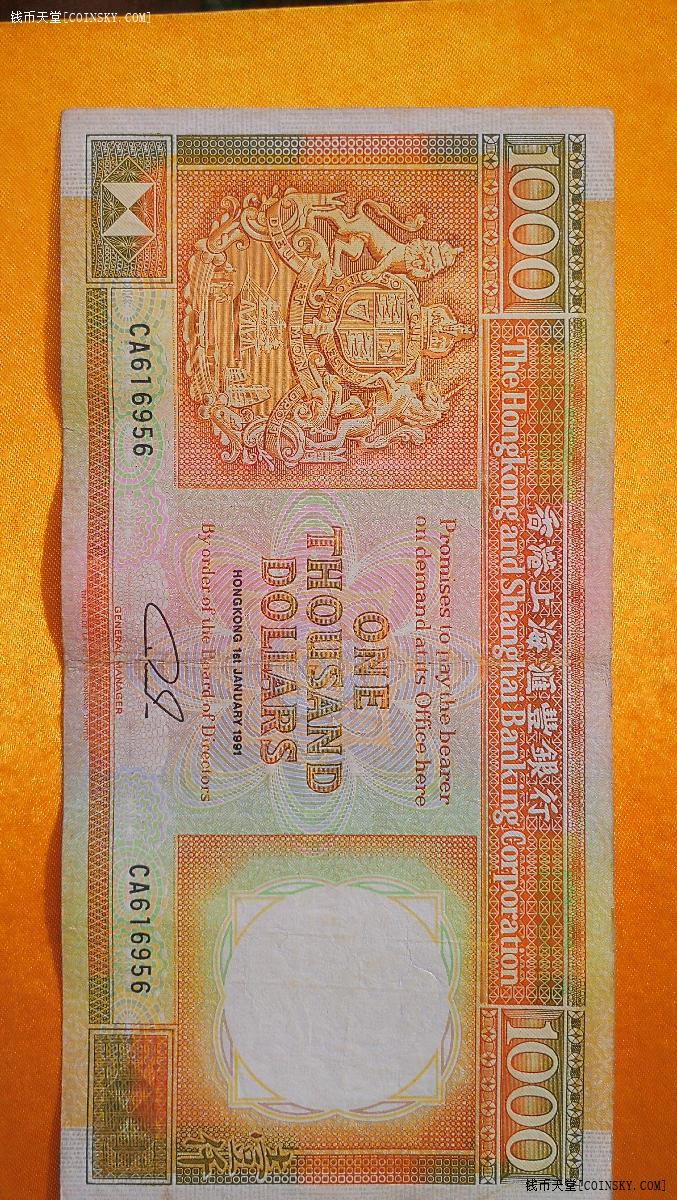 钱币天堂[COINSKY.COM]
1000
1000
香港上海滙豐銀行
The Hongkong and Shanghai Banking Corporation
Promises to pay the bearer
on demand at its Office here
ONE
THOUSAND
DOLLARS
HONGKONG 1st JANUARY 1991
By order of the Board of Directors
GENERAL MANAGER
CA616956
CA616956
钱币天堂[COINSKY.COM]